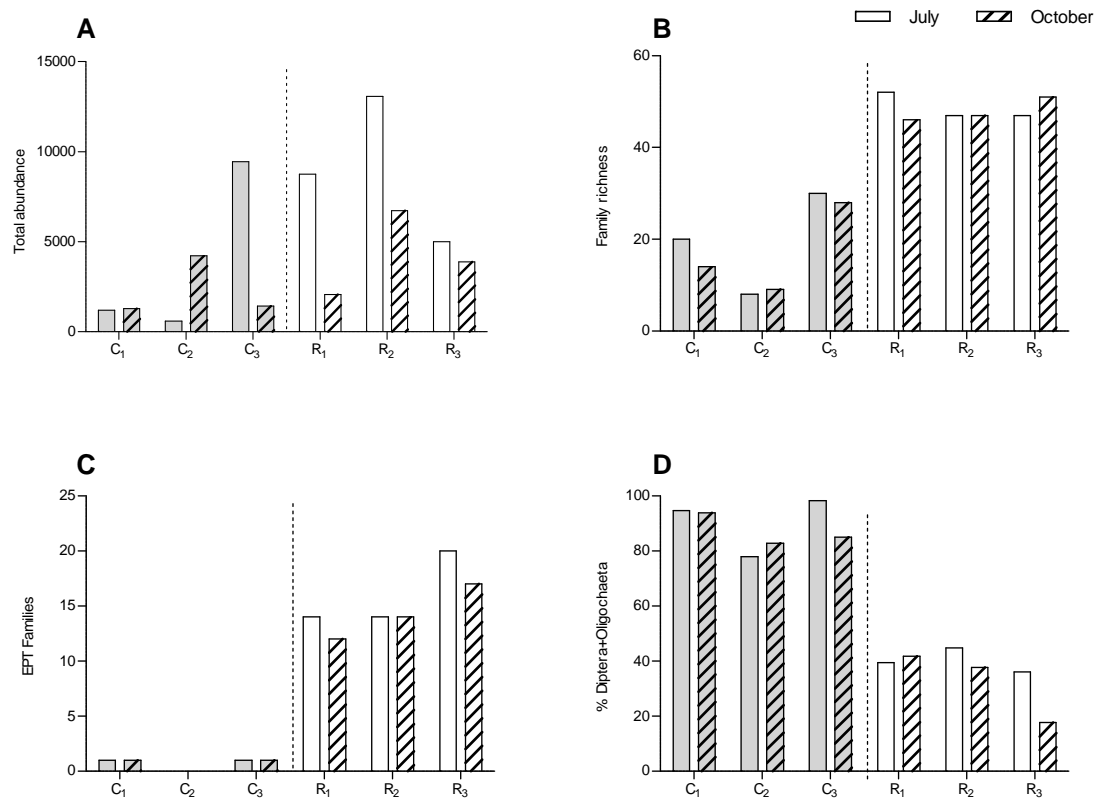 July October
A
15000
10000
5000
0
Total abundance
C1 C2 C3 R1 R2 R3
B
60
40
20
0
Family richness
C1 C2 C3 R1 R2 R3
C
25
20
15
10
5
0
EPT Families
C1 C2 C3 R1 R2 R3
D
100
80
60
40
20
0
% Diptera+Oligochaeta
C1 C2 C3 R1 R2 R3